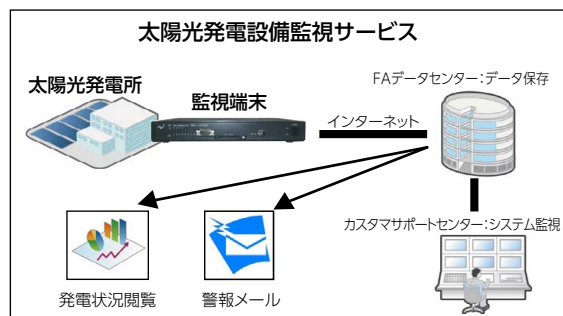 太陽光発電設備監視サービス
太陽光発電所
監視端末
FAデータセンター：データ保存
インターネット
カスタマサポートセンター：システム監視
発電状況閲覧
警報メール